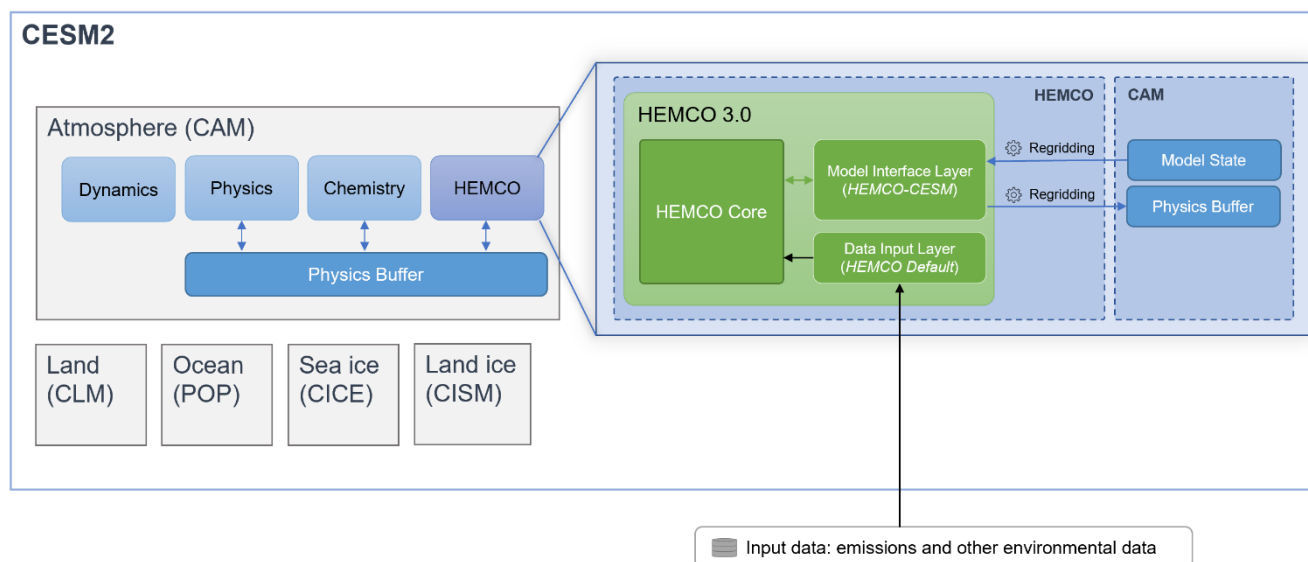 CESM2
Atmosphere (CAM)
Dynamics
Physics
Chemistry
HEMCO
Physics Buffer
Land
(CLM)
Ocean
(POP)
Sea ice
(CICE)
Land ice
(CISM)
HEMCO
CAM
HEMCO 3.0
HEMCO Core
Model Interface Layer
(HEMCO-CESM)
Data Input Layer
(HEMCO Default)
Regridding
Regridding
Model State
Physics Buffer
Input data: emissions and other environmental data